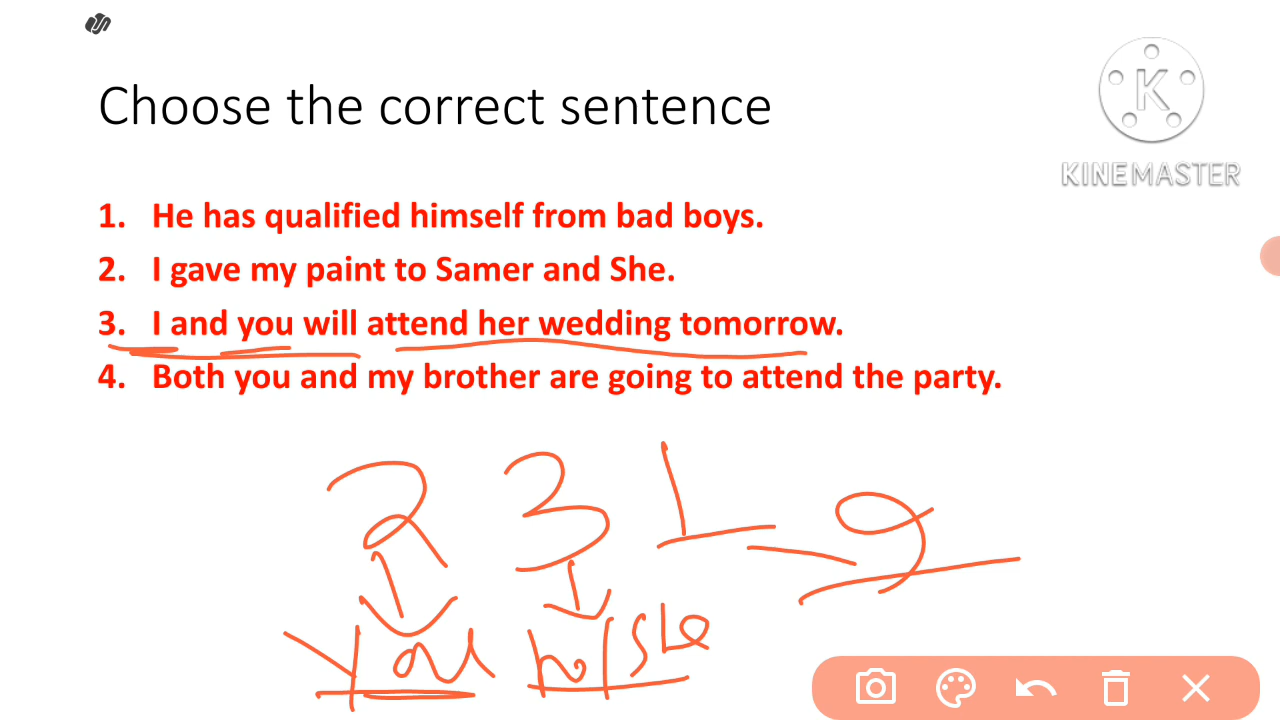 Choose the correct sentence
KINEMASTER
1. He has qualified himself from bad boys.
2. I gave my paint to Samer and She.
3. I and you will attend her wedding tomorrow.
4. Both you and my brother are going to attend the party.
2 3 1
You he/She